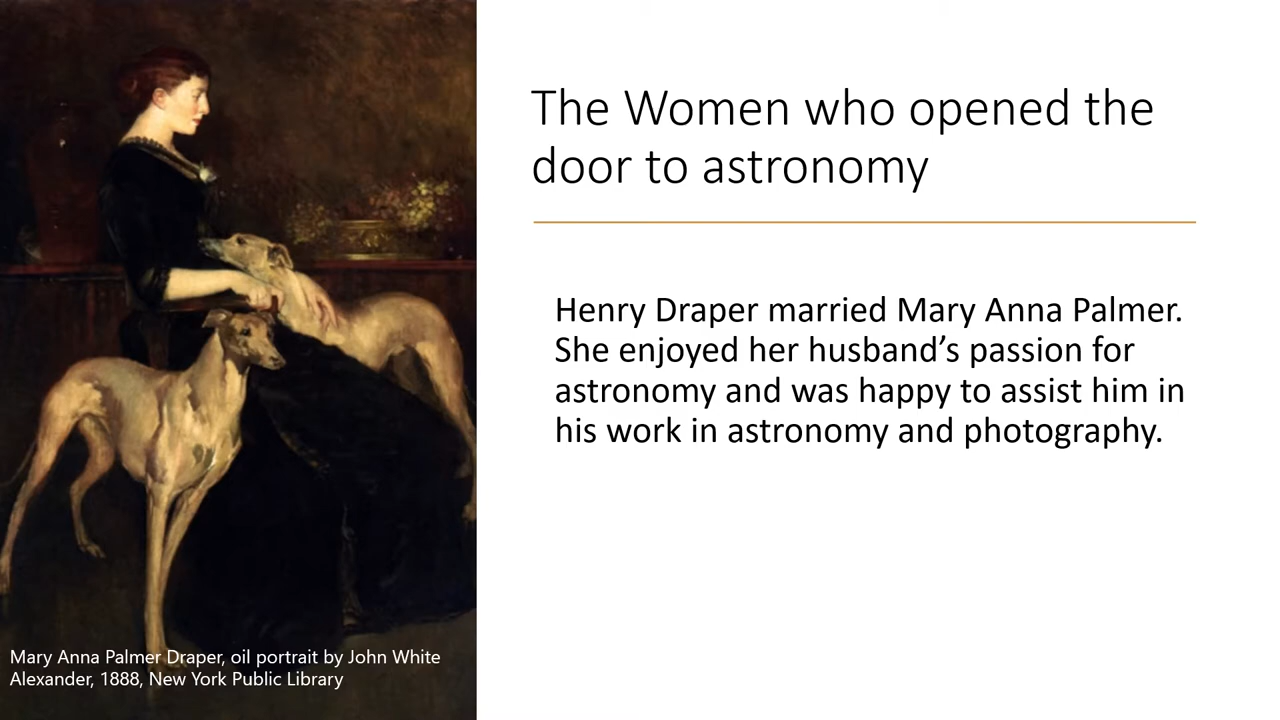 The Women who opened the
door to astronomy
Henry Draper married Mary Anna Palmer.
She enjoyed her husband’s passion for
astronomy and was happy to assist him in
his work in astronomy and photography.
Mary Anna Palmer Draper, oil portrait by John White
Alexander, 1888, New York Public Library